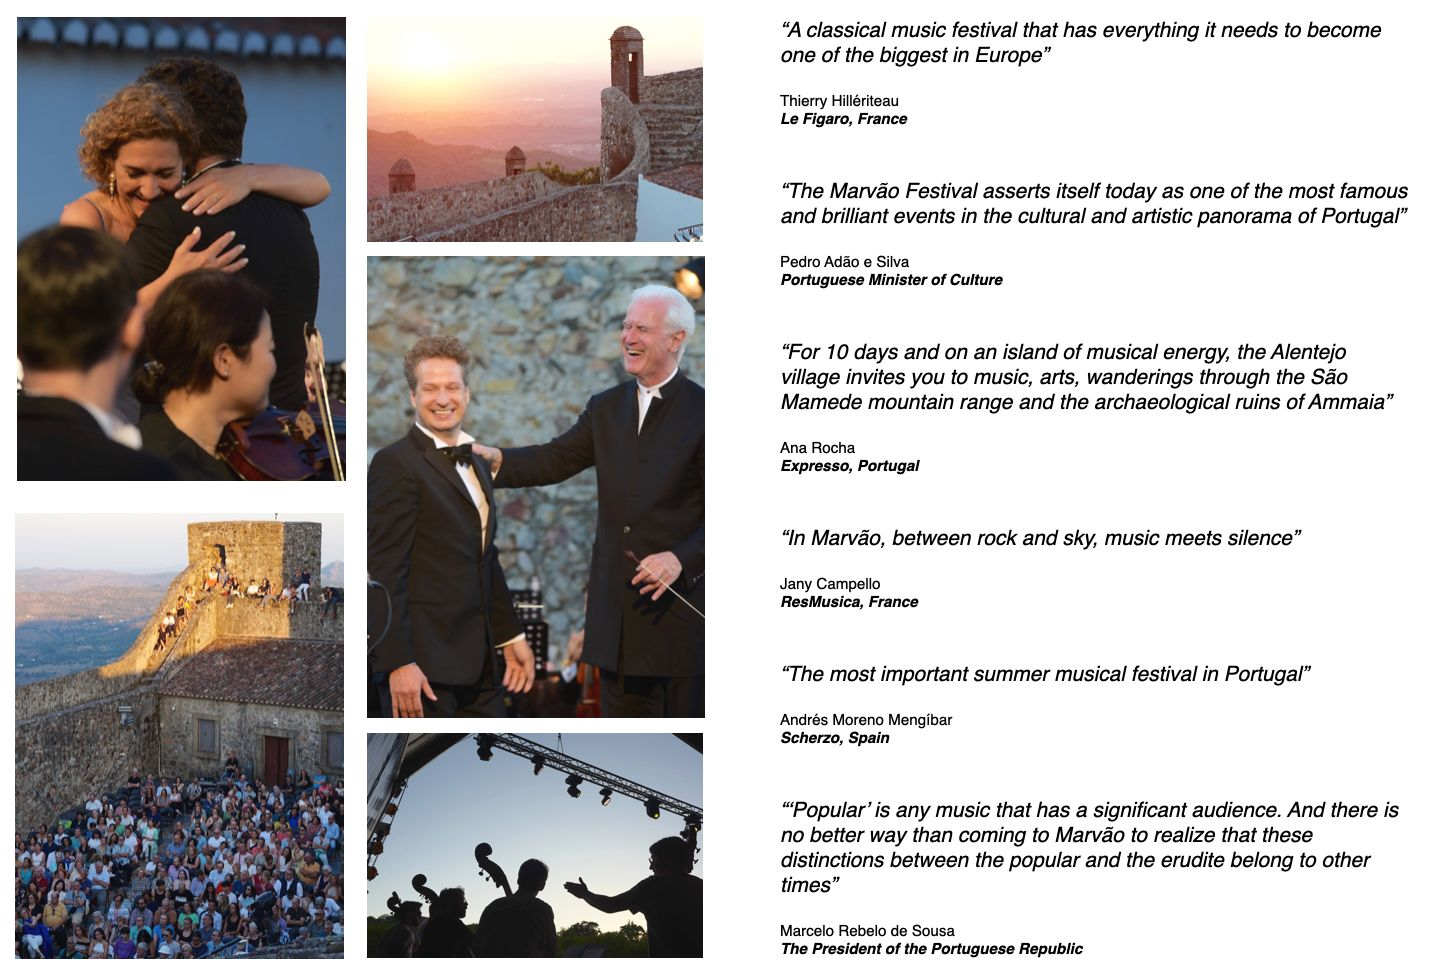 “A classical music festival that has everything it needs to become
one of the biggest in Europe”
Thierry Hillériteau
Le Figaro, France
“The Marvão Festival asserts itself today as one of the most famous
and brilliant events in the cultural and artistic panorama of Portugal”
Pedro Adão e Silva
Portuguese Minister of Culture
“For 10 days and on an island of musical energy, the Alentejo
village invites you to music, arts, wanderings through the São
Mamede mountain range and the archaeological ruins of Ammaia”
Ana Rocha
Expresso, Portugal
“In Marvão, between rock and sky, music meets silence”
Jany Campello
ResMusica, France
“The most important summer musical festival in Portugal”
Andrés Moreno Mengíbar
Scherzo, Spain
“‘Popular’ is any music that has a significant audience. And there is
no better way than coming to Marvão to realize that these
distinctions between the popular and the erudite belong to other
times”
Marcelo Rebelo de Sousa
The President of the Portuguese Republic